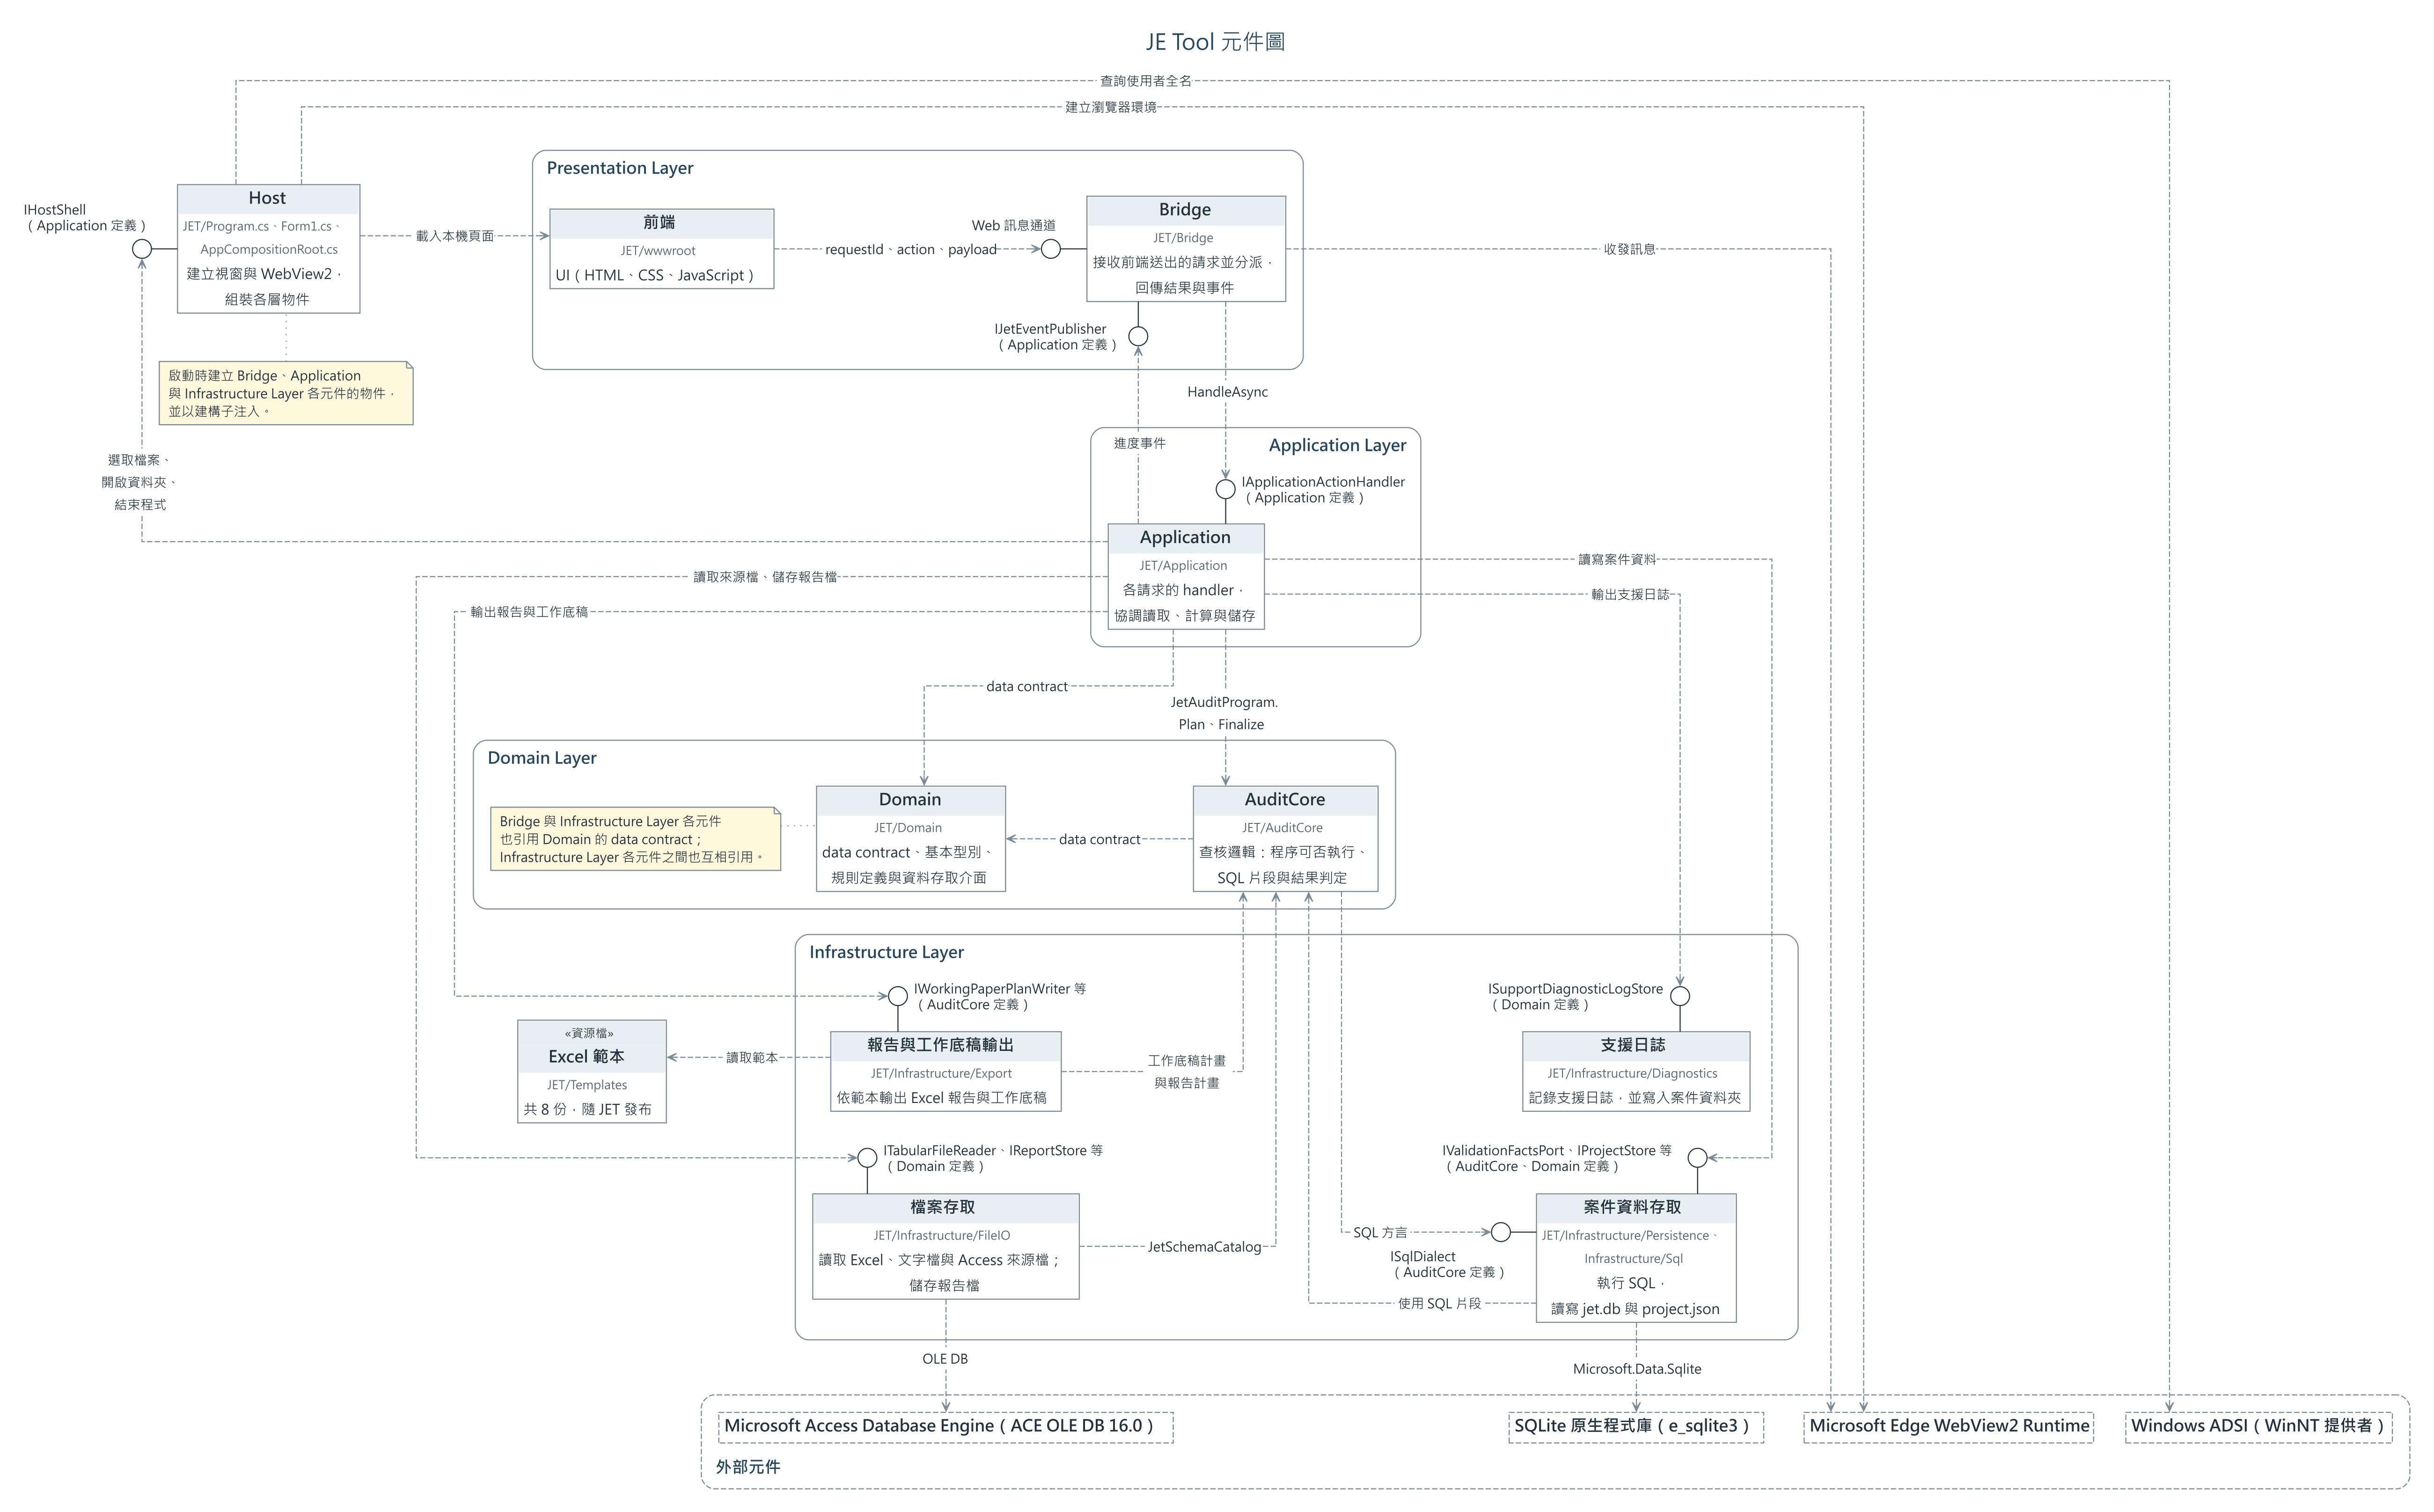 JE Tool 元件圖
查詢使用者全名
建立瀏覽器環境
Presentation Layer
Host
JET/Program.cs、Form1.cs、
AppCompositionRoot.cs
建立視窗與 WebView2，
組裝各層物件
IHostShell
（Application 定義）
載入本機頁面
前端
JET/wwwroot
UI（HTML、CSS、JavaScript）
requestId、action、payload
Web 訊息通道
Bridge
JET/Bridge
接收前端送出的請求並分派，
回傳結果與事件
收發訊息
IJetEventPublisher
（Application 定義）
啟動時建立 Bridge、Application
與 Infrastructure Layer 各元件的物件，
並以建構子注入。
HandleAsync
進度事件
Application Layer
選取檔案、
開啟資料夾、
結束程式
IApplicationActionHandler
（Application 定義）
Application
JET/Application
各請求的 handler，
協調讀取、計算與儲存
讀寫案件資料
讀取來源檔、儲存報告檔
輸出支援日誌
輸出報告與工作底稿
data contract
JetAuditProgram.
Plan、Finalize
Domain Layer
Bridge 與 Infrastructure Layer 各元件
也引用 Domain 的 data contract；
Infrastructure Layer 各元件之間也互相引用。
Domain
JET/Domain
data contract、基本型別、
規則定義與資料存取介面
data contract
AuditCore
JET/AuditCore
查核邏輯：程序可否執行、
SQL 片段與結果判定
Infrastructure Layer
IWorkingPaperPlanWriter 等
（AuditCore 定義）
ISupportDiagnosticLogStore
（Domain 定義）
«資源檔»
Excel 範本
JET/Templates
共 8 份，隨 JET 發布
讀取範本
報告與工作底稿輸出
JET/Infrastructure/Export
依範本輸出 Excel 報告與工作底稿
工作底稿計畫
與報告計畫
支援日誌
JET/Infrastructure/Diagnostics
記錄支援日誌，並寫入案件資料夾
ITabularFileReader、IReportStore 等
（Domain 定義）
IValidationFactsPort、IProjectStore 等
（AuditCore、Domain 定義）
檔案存取
JET/Infrastructure/FileIO
讀取 Excel、文字檔與 Access 來源檔；
儲存報告檔
JetSchemaCatalog
SQL 方言
ISqlDialect
（AuditCore 定義）
使用 SQL 片段
案件資料存取
JET/Infrastructure/Persistence、
Infrastructure/Sql
執行 SQL，
讀寫 jet.db 與 project.json
OLE DB
Microsoft.Data.Sqlite
Microsoft Access Database Engine（ACE OLE DB 16.0）
SQLite 原生程式庫（e_sqlite3）
Microsoft Edge WebView2 Runtime
Windows ADSI（WinNT 提供者）
外部元件